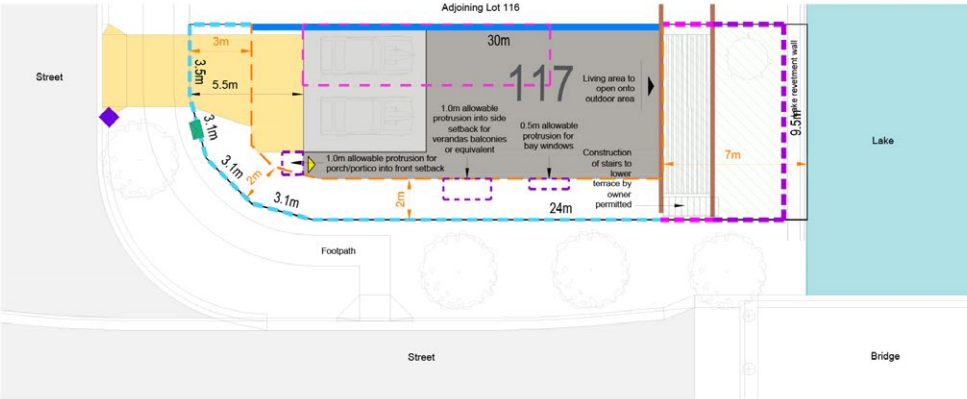 Adjoining Lot 116
Street
3m
3.5m
5.5m
30m
117
Living area to
open onto
outdoor area
Lake revetment wall
9.5m
Lake
3.1m
1.0m allowable
protrusion into side
setback for
verandas balconies
or equivalent
0.5m allowable
protrusion for
bay windows
7m
1.0m allowable protrusion for
porch/portico into front setback
Construction
of stairs to
lower
terrace by
owner
permitted
3.1m
2m
3.1m
2m
24m
Footpath
Street
Bridge